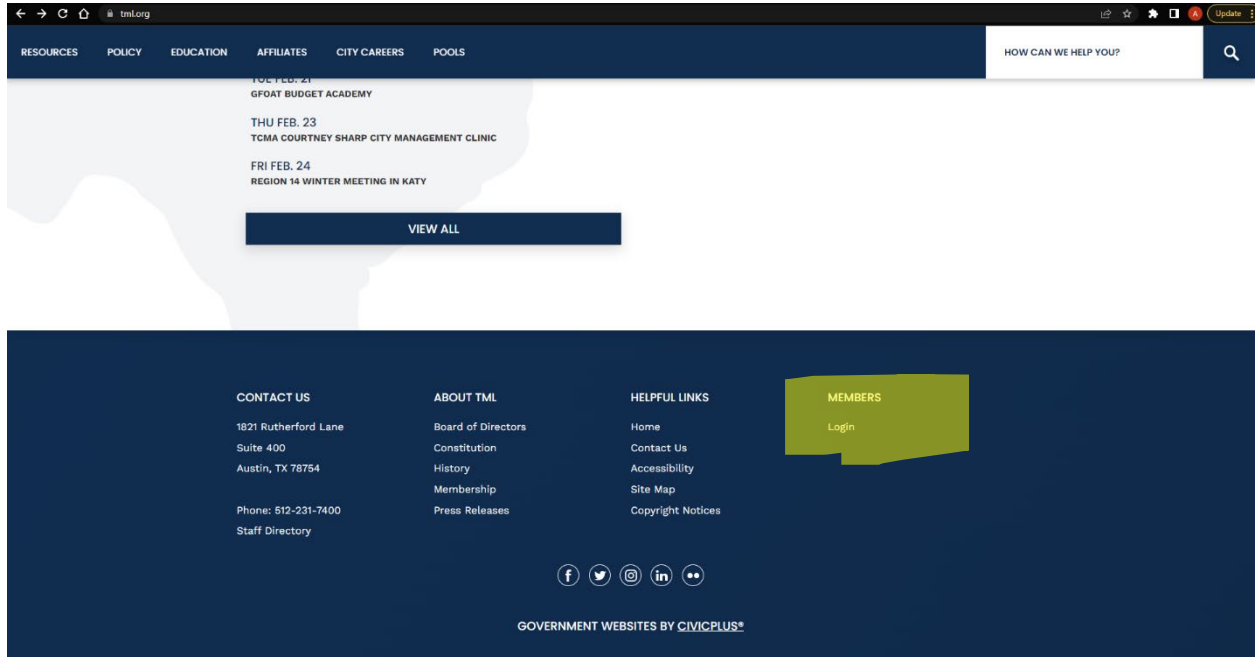 tml.org
Update
RESOURCES POLICY EDUCATION AFFILIATES CITY CAREERS POOLS HOW CAN WE HELP YOU?
TUE FEB. 21
GFOAT BUDGET ACADEMY
THU FEB. 23
TCMA COURTNEY SHARP CITY MANAGEMENT CLINIC
FRI FEB. 24
REGION 14 WINTER MEETING IN KATY
VIEW ALL
CONTACT US
1821 Rutherford Lane
Suite 400
Austin, TX 78754
Phone: 512-231-7400
Staff Directory
ABOUT TML
Board of Directors
Constitution
History
Membership
Press Releases
HELPFUL LINKS
Home
Contact Us
Accessibility
Site Map
Copyright Notices
MEMBERS
Login
GOVERNMENT WEBSITES BY CIVICPLUS®